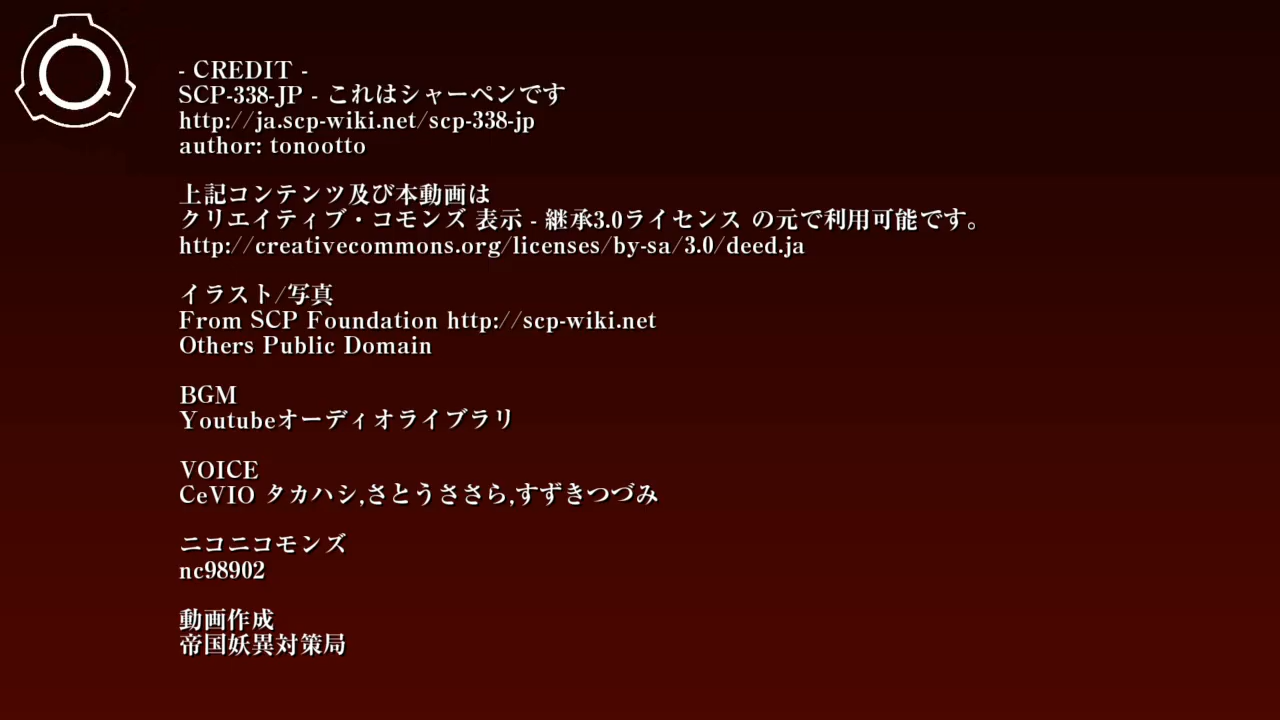 - CREDIT -
SCP-338-JP - これはシャーペンです
http://ja.scp-wiki.net/scp-338-jp
author: tonootto
上記コンテンツ及び本動画は
クリエイティブ・コモンズ 表示 - 継承3.0ライセンス の元で利用可能です。
http://creativecommons.org/licenses/by-sa/3.0/deed.ja
イラスト/写真
From SCP Foundation http://scp-wiki.net
Others Public Domain
BGM
Youtubeオーディオライブラリ
VOICE
CeVIO タカハシ,さとうささら,すずきつづみ
ニコニコモンズ
nc98902
動画作成
帝国妖異対策局